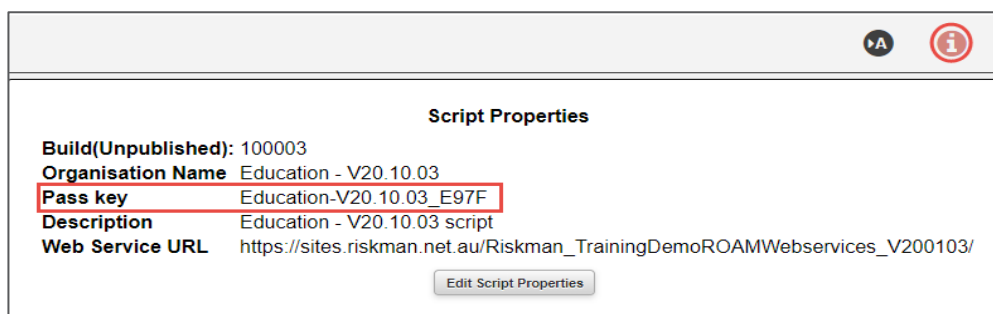 A
i
Script Properties
Build(Unpublished): 100003
Organisation Name Education - V20.10.03
Pass key Education-V20.10.03_E97F
Description Education - V20.10.03 script
Web Service URL https://sites.riskman.net.au/Riskman_TrainingDemoROAMWebservices_V200103/
Edit Script Properties